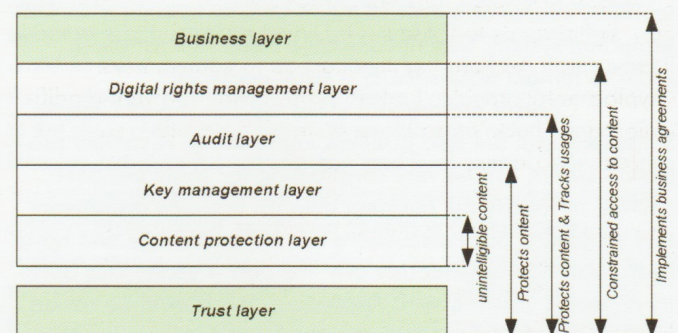 Business layer
Digital rights management layer
Audit layer
Key management layer
Content protection layer
Trust layer
unintelligible content
Protects ontent
Protects content & Tracks usages
Constrained access to content
Implements business agreements